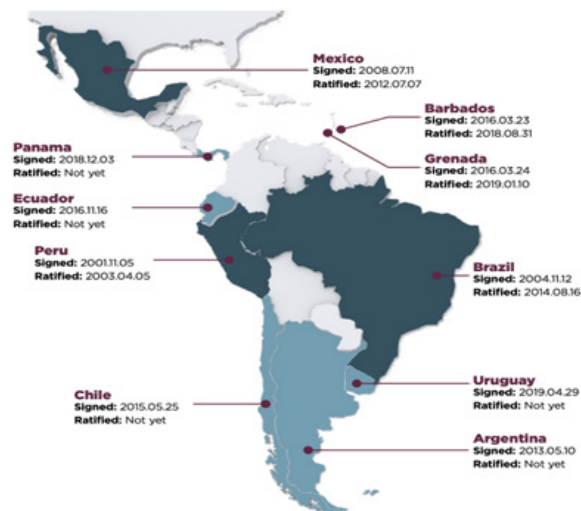 Mexico
Signed: 2008.07.11
Ratified: 2012.07.07
Barbados
Signed: 2016.03.23
Ratified: 2018.08.31
Grenada
Signed: 2016.03.24
Ratified: 2019.01.10
Panama
Signed: 2018.12.03
Ratified: Not yet
Ecuador
Signed: 2016.11.16
Ratified: Not yet
Peru
Signed: 2001.11.05
Ratified: 2003.04.05
Brazil
Signed: 2004.11.12
Ratified: 2014.08.16
Chile
Signed: 2015.05.25
Ratified: Not yet
Uruguay
Signed: 2019.04.29
Ratified: Not yet
Argentina
Signed: 2013.05.10
Ratified: Not yet